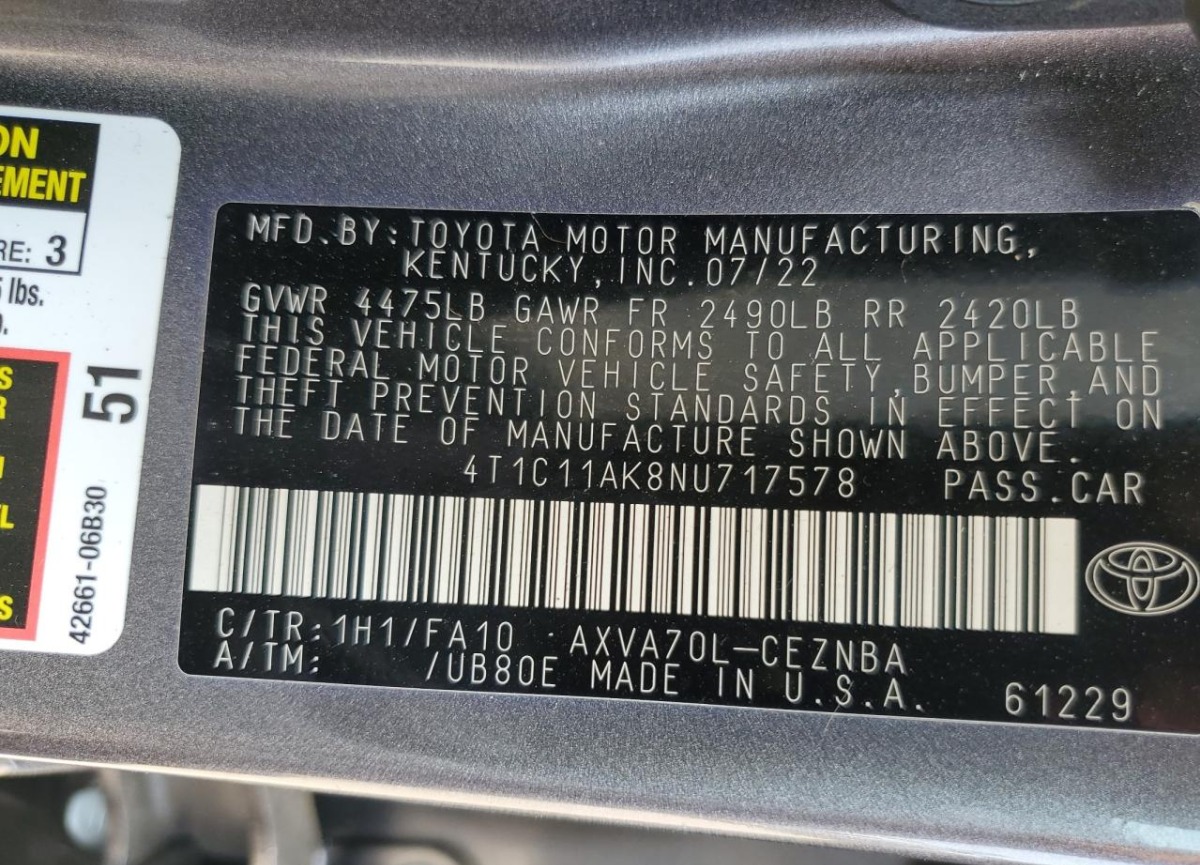 ON
EMENT
RE: 3
lbs.
51
42661-06B30
MFD.BY:TOYOTA MOTOR MANUFACTURING,
KENTUCKY,INC.07/22
GVWR 4475LB GAWR FR 2490LB RR 2420LB
THIS VEHICLE CONFORMS TO ALL APPLICABLE
FEDERAL MOTOR VEHICLE SAFETY,BUMPER,AND
THEFT PREVENTION STANDARDS IN EFFECT ON
THE DATE OF MANUFACTURE SHOWN ABOVE.
4T1C11AK8NU717578 PASS.CAR
C/TR:1H1/FA10 AXVA70L-CEZNBA
A/TM: /UB80E MADE IN U.S.A. 61229